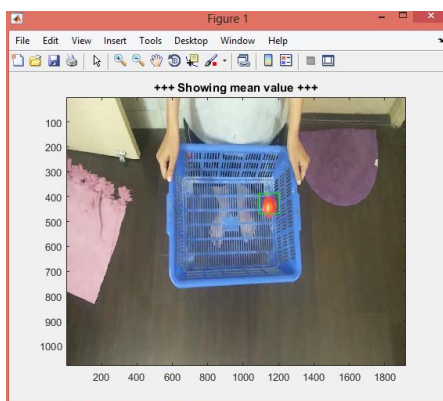 Figure 1
File Edit View Insert Tools Desktop Window Help
+++ Showing mean value +++
100
200
300
400
500
600
700
800
900
1000
200 400 600 800 1000 1200 1400 1600 1800